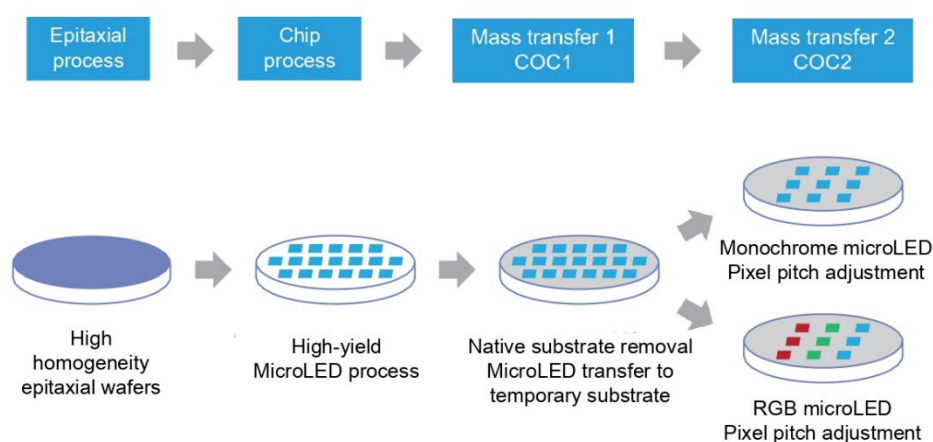 Epitaxial
process
Chip
process
Mass transfer 1
COC1
Mass transfer 2
COC2
High
homogeneity
epitaxial wafers
High-yield
MicroLED process
Native substrate removal
MicroLED transfer to
temporary substrate
Monochrome microLED
Pixel pitch adjustment
RGB microLED
Pixel pitch adjustment